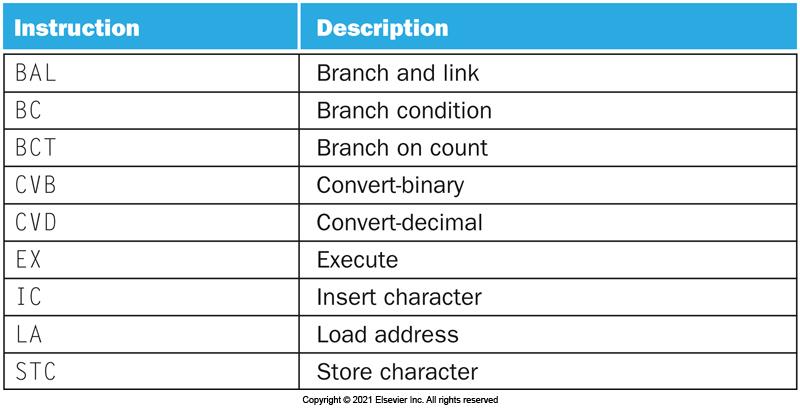 Instruction Description
BAL Branch and link
BC Branch condition
BCT Branch on count
CVB Convert-binary
CVD Convert-decimal
EX Execute
IC Insert character
LA Load address
STC Store character
Copyright © 2021 Elsevier Inc. All rights reserved